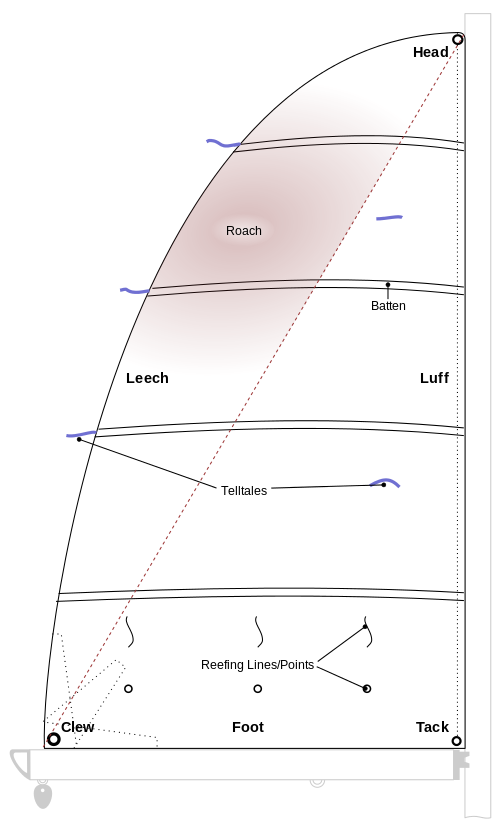 Head
Roach
Batten
Leech
Luff
Telltales
Reefing Lines/Points
Clew
Foot
Tack